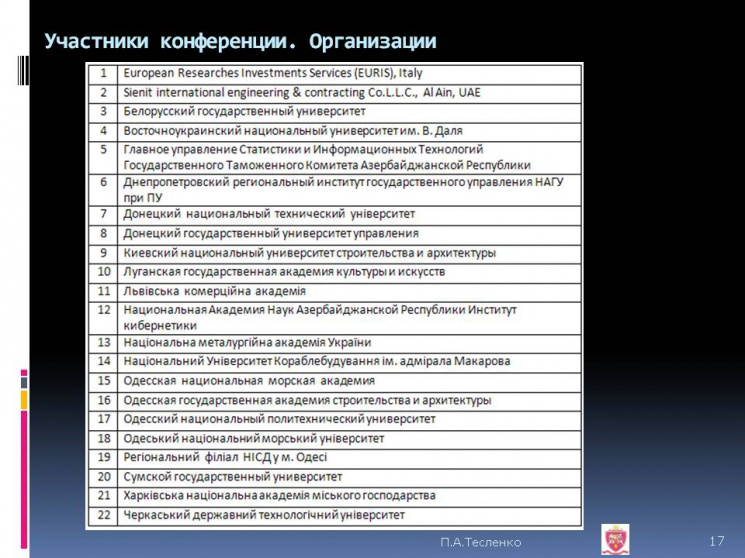 Участники конференции. Организации
1 European Researches Investments Services (EURIS), Italy
2 Sienit international engineering & contracting Co.L.L.C., Al Ain, UAE
3 Белорусский государственный университет
4 Восточноукраинский национальный университет им. В. Даля
5 Главное управление Статистики и Информационных Технологий
Государственного Таможенного Комитета Азербайджанской Республики
6 Днепропетровский региональный институт государственного управления НАГУ
при ПУ
7 Донецкий национальный технический університет
8 Донецкий государственный университет управления
9 Киевский национальный университет строительства и архитектуры
10 Луганская государственная академия культуры и искусств
11 Львівська комерційна академія
12 Национальная Академия Наук Азербайджанской Республики Институт
кибернетики
13 Національна металургійна академія України
14 Національний Університет Кораблебудування ім. адмірала Макарова
15 Одесская национальная морская академия
16 Одесская государственная академия строительства и архитектуры
17 Одесский национальный политехнический университет
18 Одеський національний морський університет
19 Регіональний філіал НІСД у м. Одесі
20 Сумской государственный университет
21 Харківська національна академія міського господарства
22 Черкаський державний технологічний університет
П.А.Тесленко
17